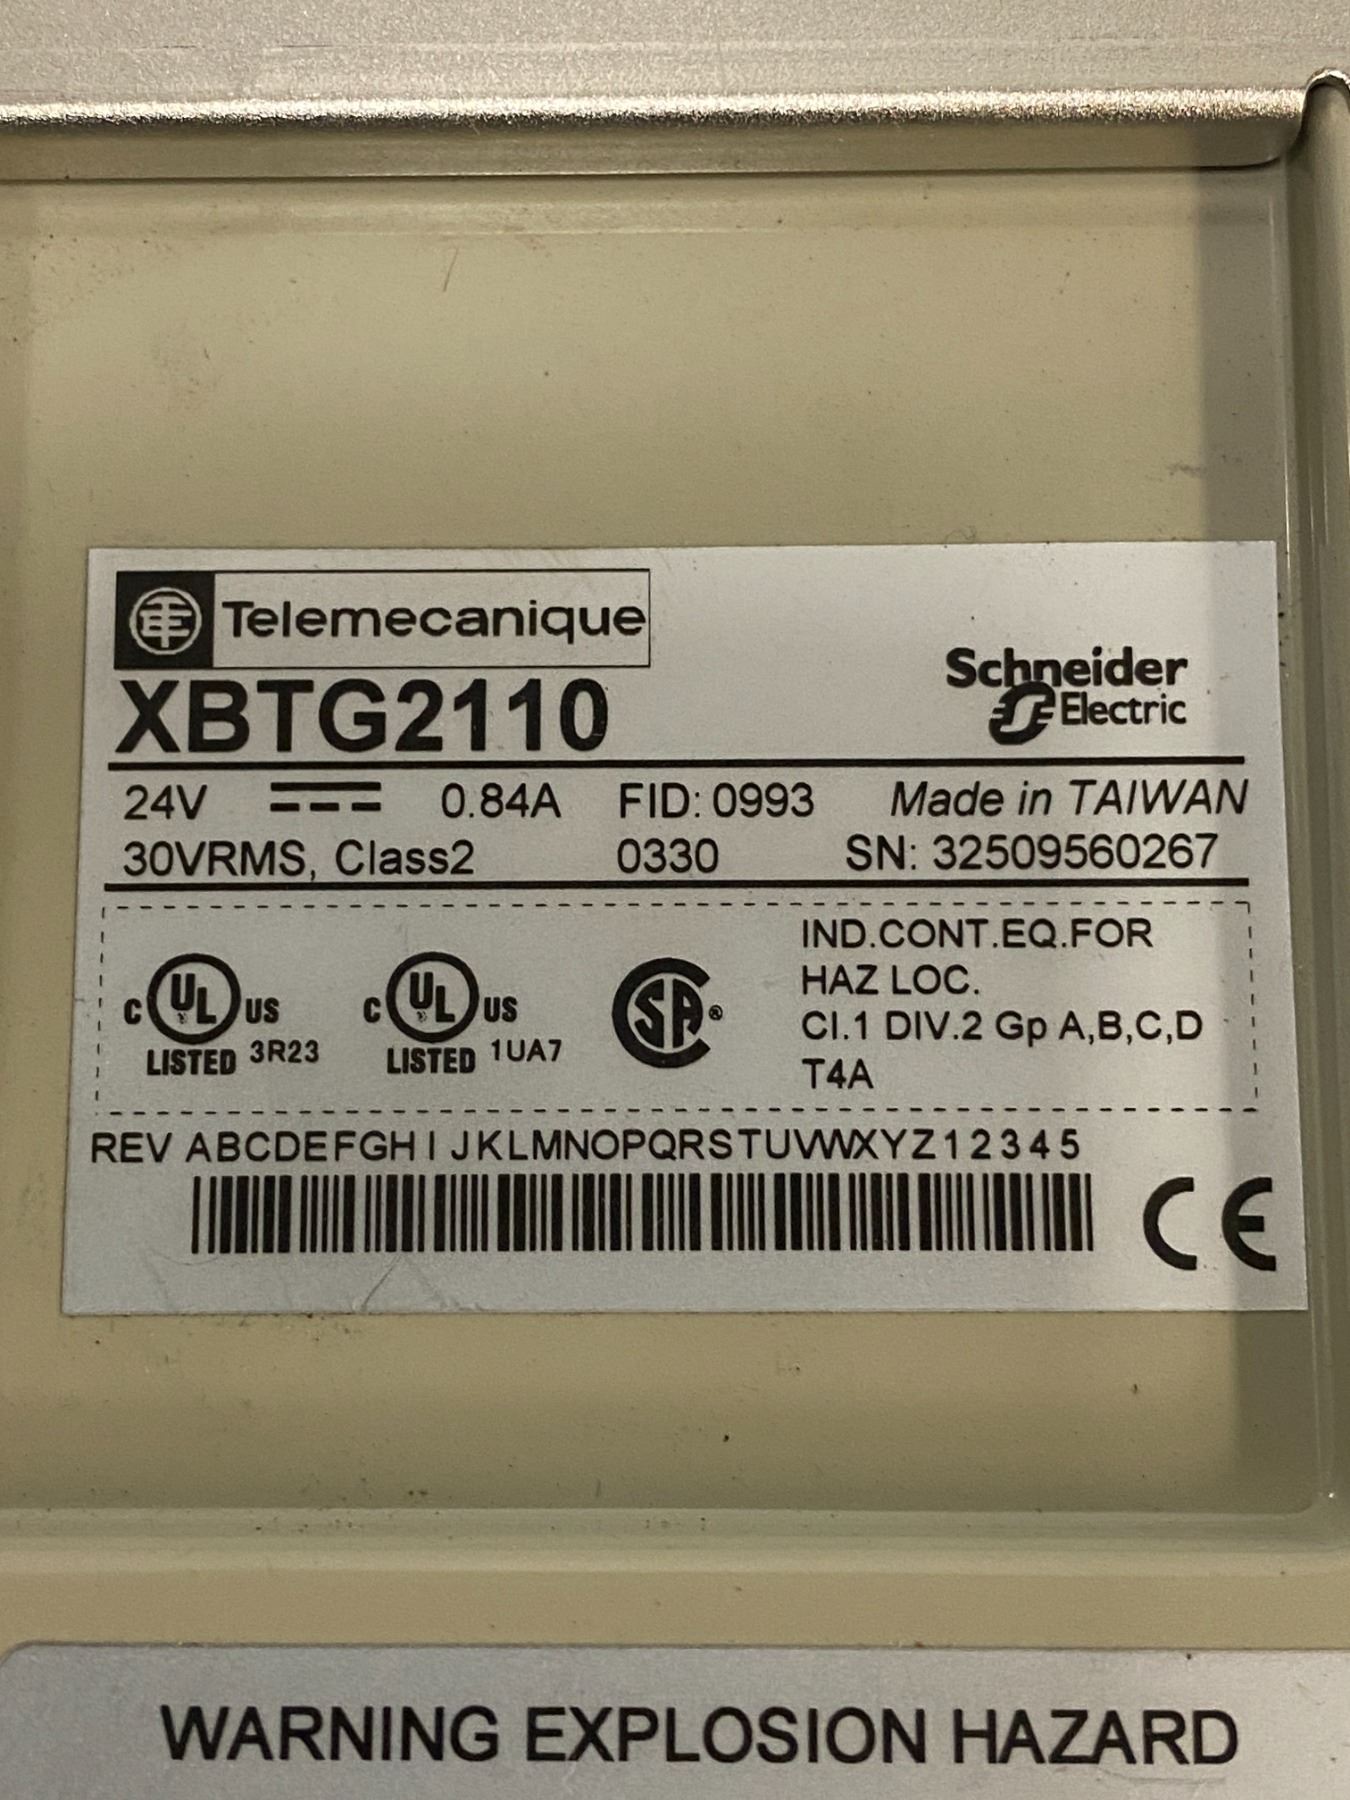 Telemecanique
Schneider
Electric
XBTG2110
24V 0.84A FID: 0993 Made in TAIWAN
30VRMS, Class2 0330 SN: 32509560267
C UL US LISTED 3R23
C UL US LISTED 1UA7
SA®
IND.CONT.EQ.FOR
HAZ LOC.
CI.1 DIV.2 Gp A,B,C,D
T4A
REV ABCDEFGHIJKLMNOPQRSTUVWXYZ12345
CE
WARNING EXPLOSION HAZARD